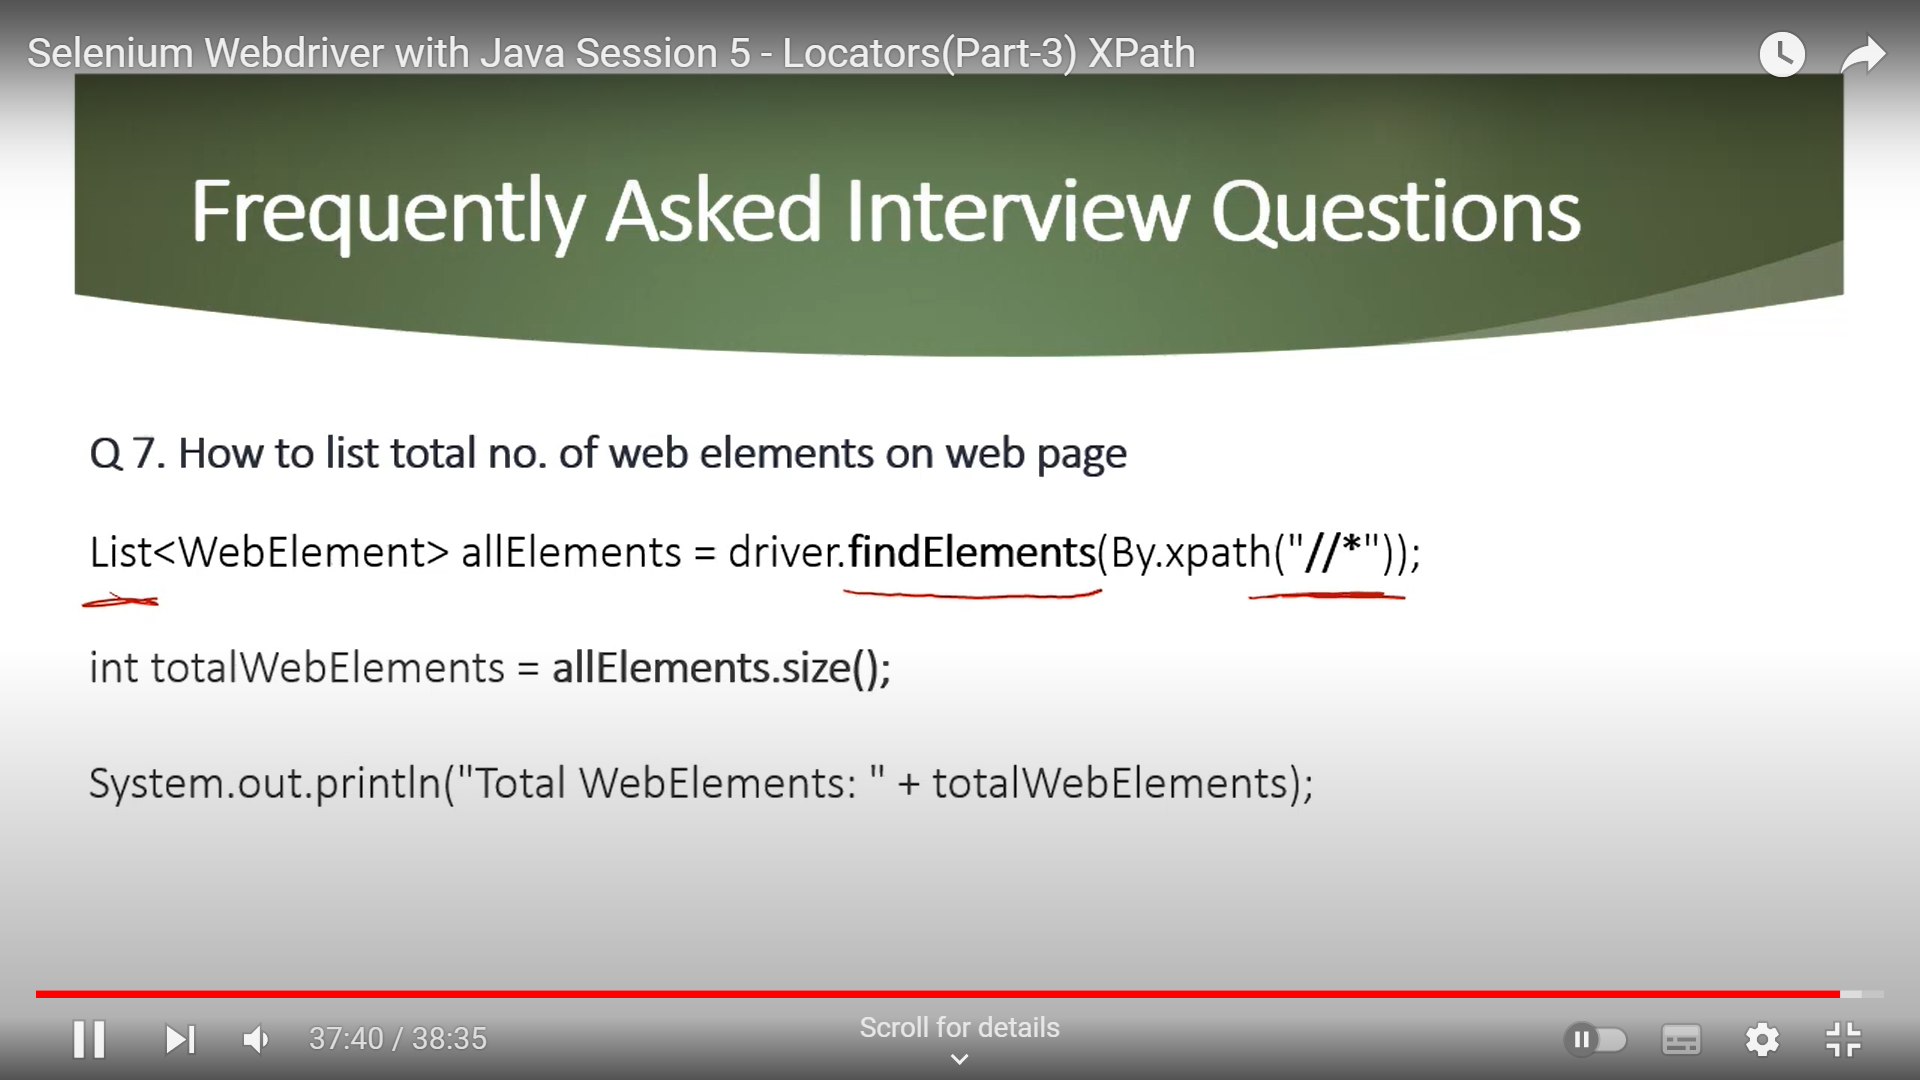 Selenium Webdriver with Java Session 5 - Locators(Part-3) XPath
Frequently Asked Interview Questions
Q 7. How to list total no. of web elements on web page
List<WebElement> allElements = driver.findElements(By.xpath("//*"));
int totalWebElements = allElements.size();
System.out.println("Total WebElements: " + totalWebElements);
Scroll for details
37:40 / 38:35